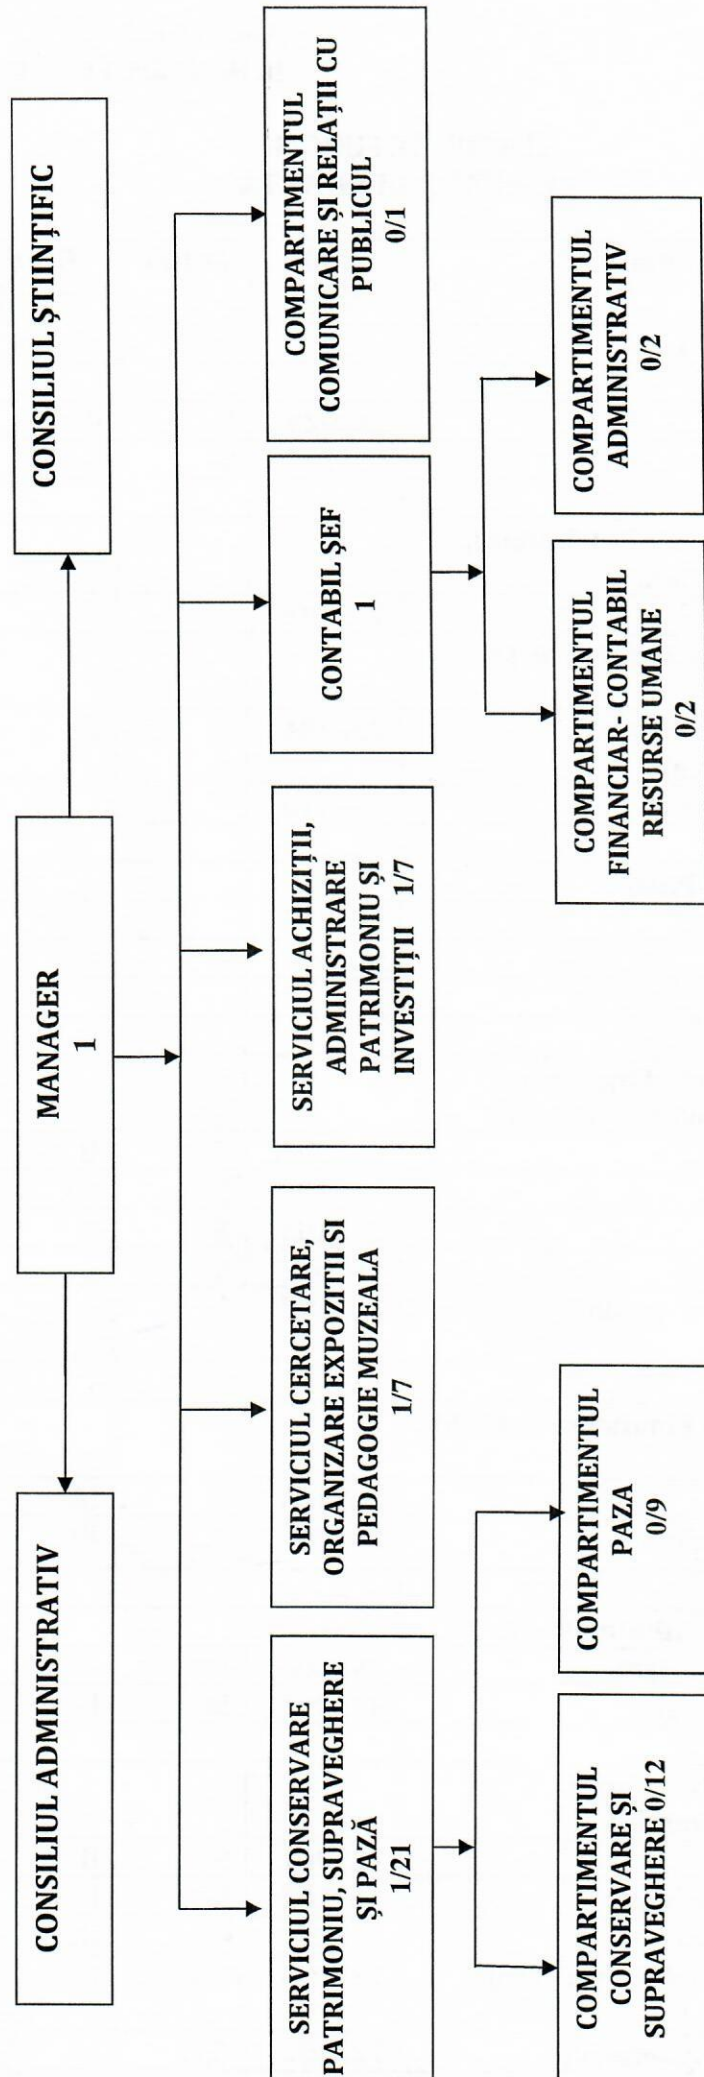 CONSILIUL ADMINISTRATIV
MANAGER
1
CONSILIUL ŞTIINŢIFIC
SERVICIUL CONSERVARE
PATRIMONIU, SUPRAVEGHERE
ŞI PAZĂ
1/21
SERVICIUL CERCETARE,
ORGANIZARE EXPOZITII SI
PEDAGOGIE MUZEALA
1/7
SERVICIUL ACHIZIŢII,
ADMINISTRARE
PATRIMONIU ŞI
INVESTIŢII 1/7
CONTABIL ŞEF
1
COMPARTIMENTUL
COMUNICARE ŞI RELAŢII CU
PUBLICUL
0/1
COMPARTIMENTUL
CONSERVARE ŞI
SUPRAVEGHERE 0/12
COMPARTIMENTUL
PAZA
0/9
COMPARTIMENTUL
FINANCIAR- CONTABIL
RESURSE UMANE
0/2
COMPARTIMENTUL
ADMINISTRATIV
0/2